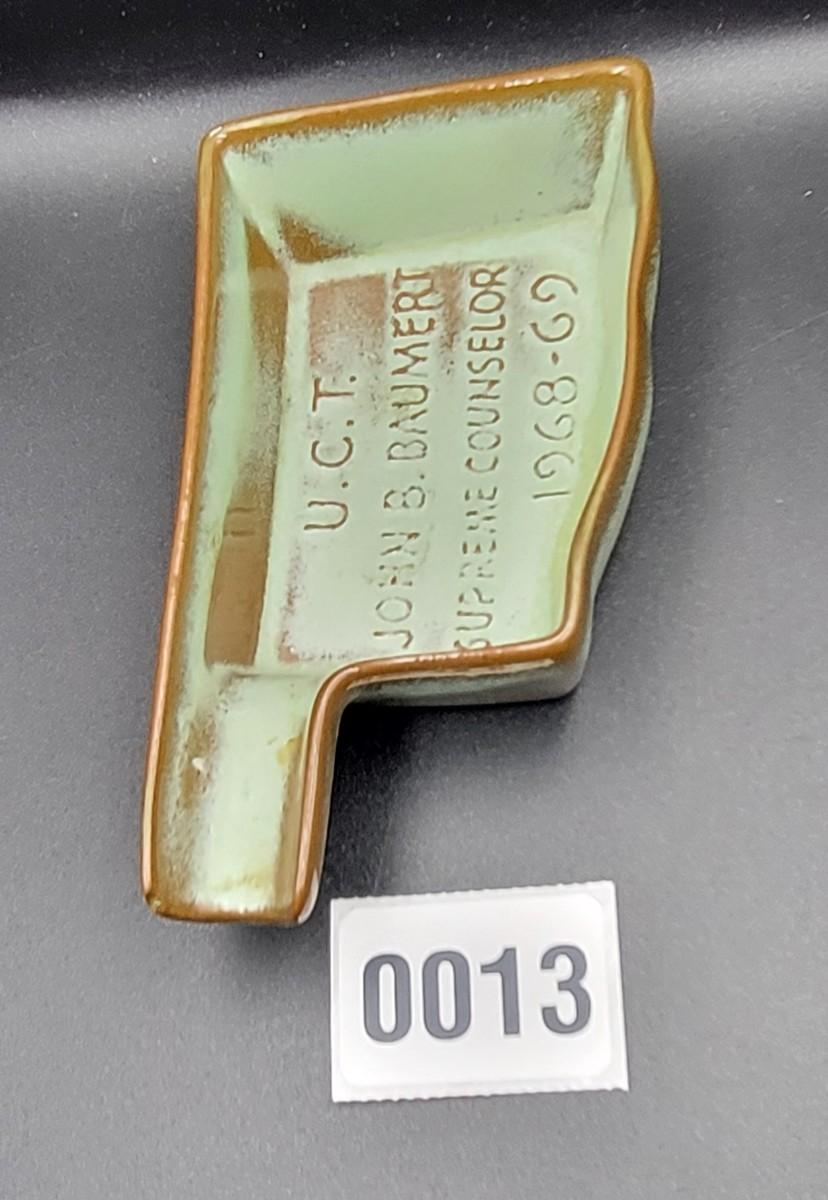 U.C.T.
JOHN B. BAUMERT
SUPREME COUNSELOR
1968-69
0013